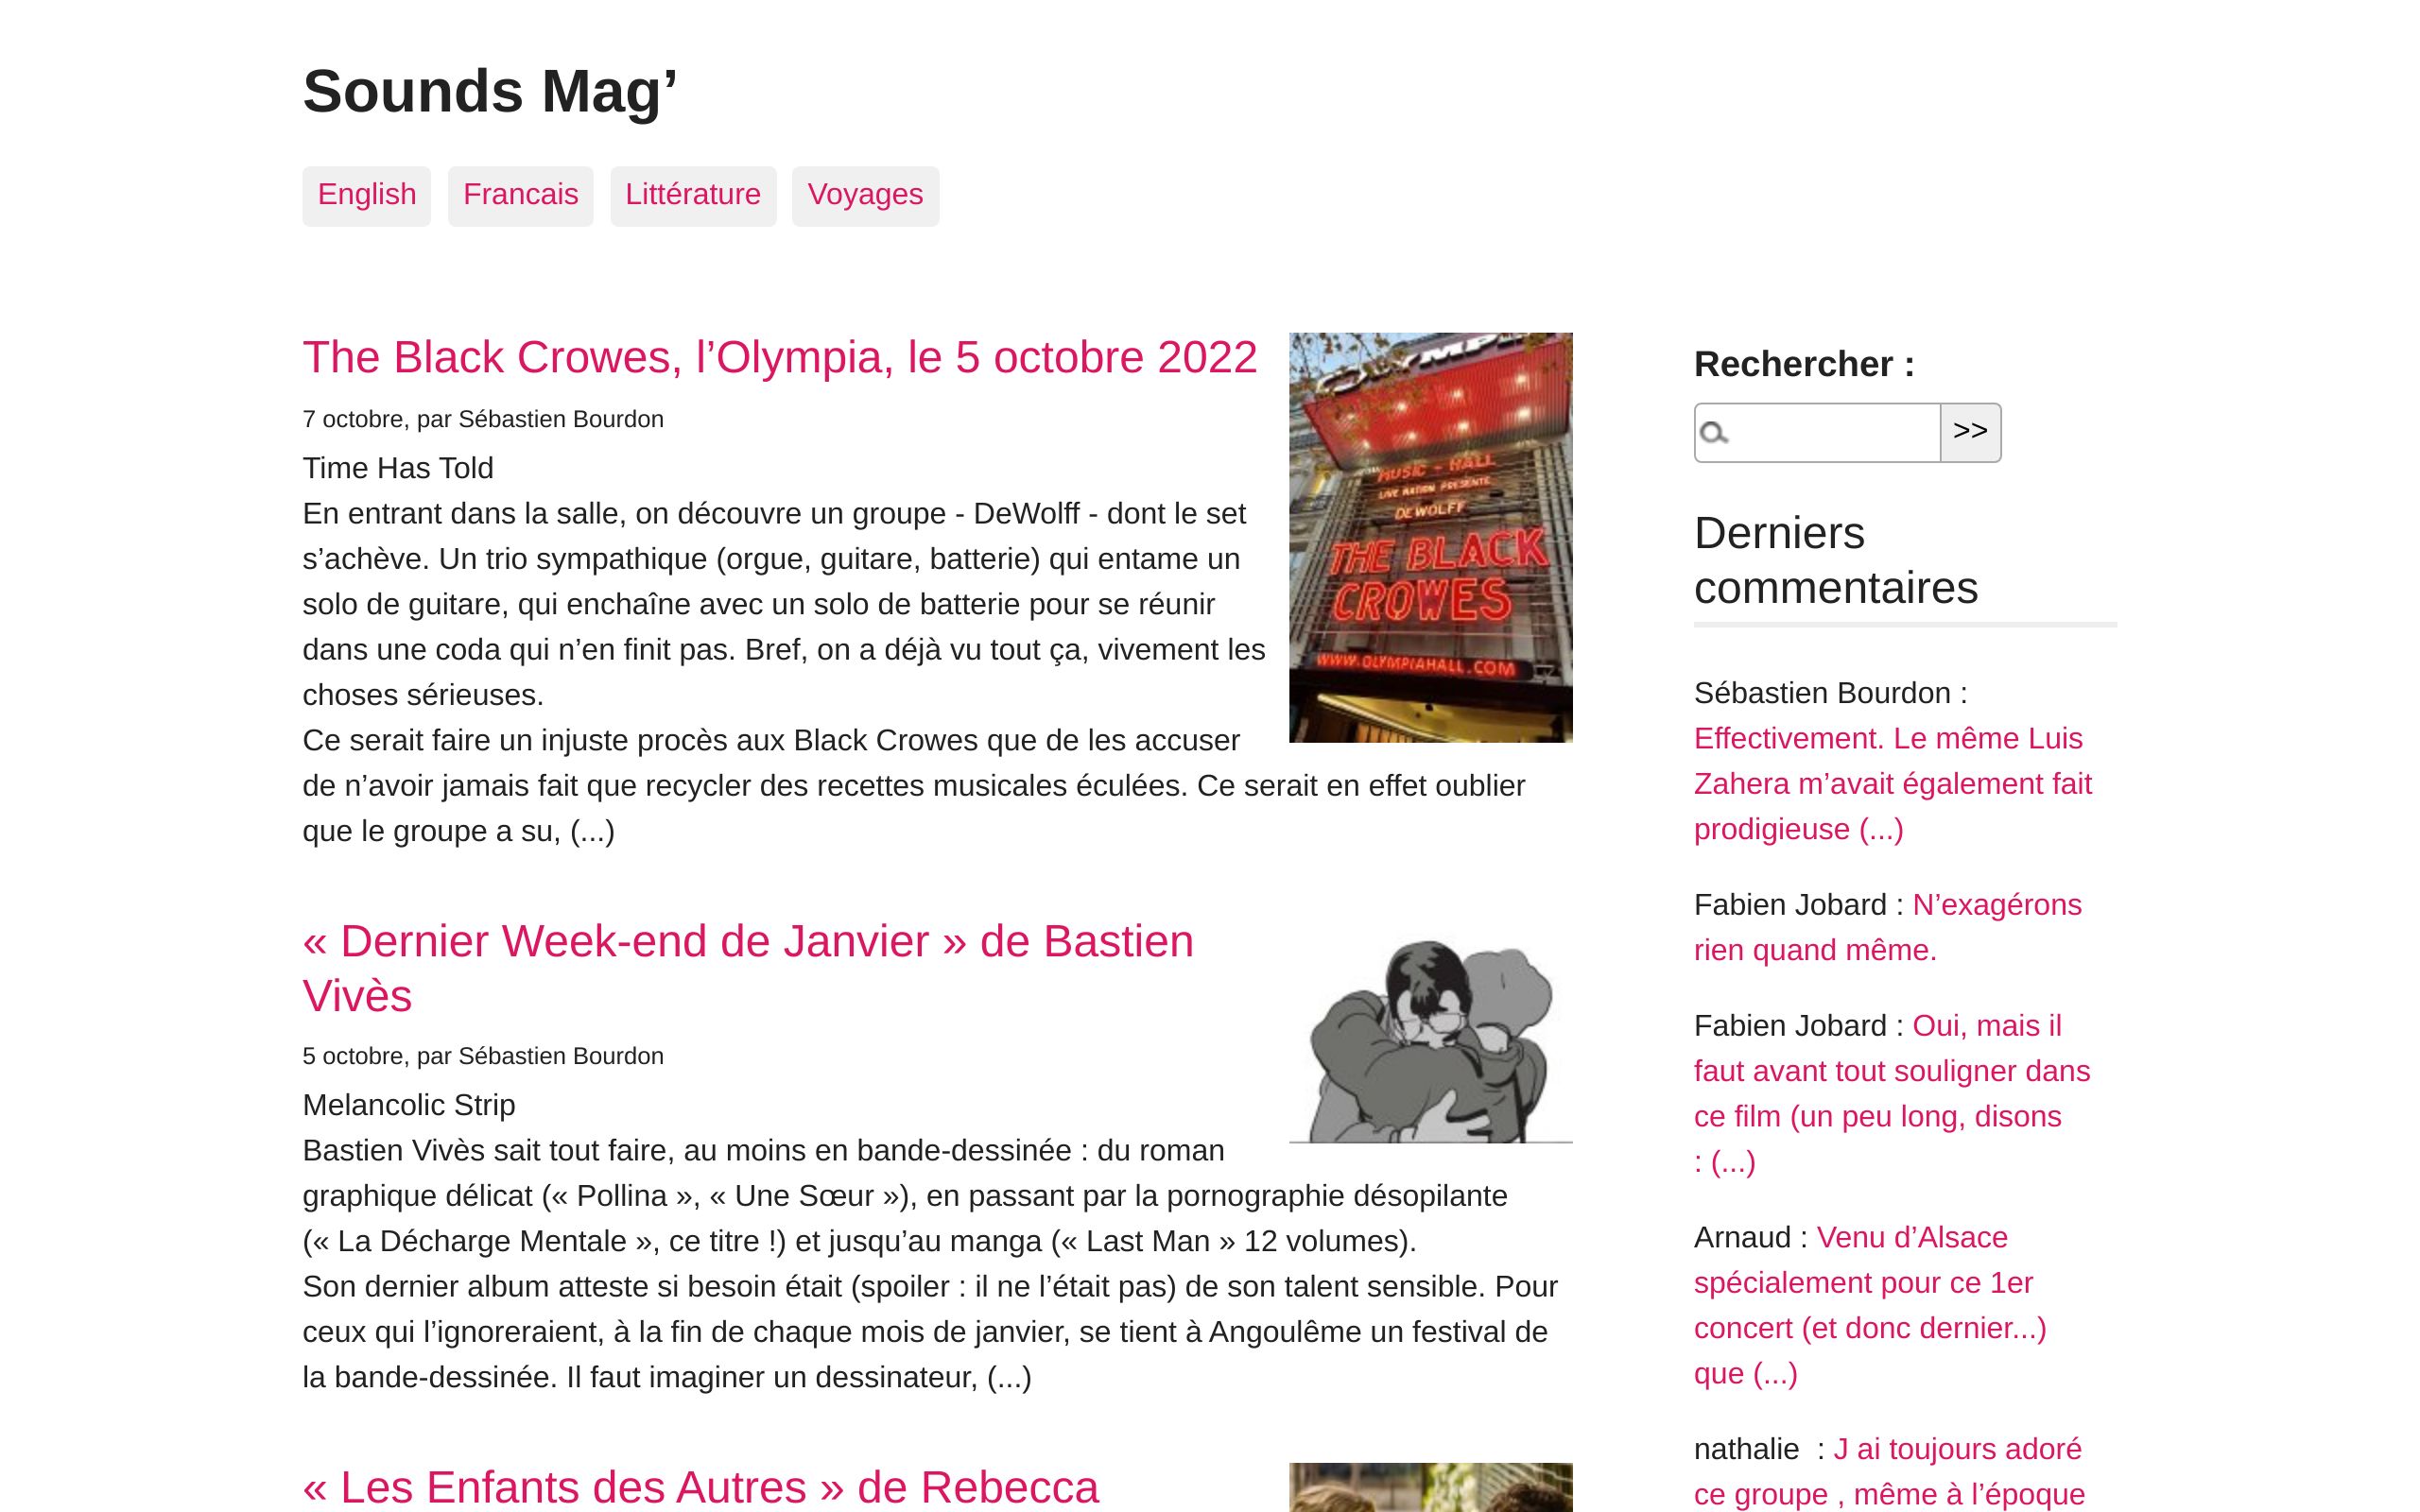 Sounds Mag’
English
Francais
Littérature
Voyages
The Black Crowes, l’Olympia, le 5 octobre 2022
7 octobre, par Sébastien Bourdon
Time Has Told
En entrant dans la salle, on découvre un groupe - DeWolff - dont le set
s’achève. Un trio sympathique (orgue, guitare, batterie) qui entame un
solo de guitare, qui enchaîne avec un solo de batterie pour se réunir
dans une coda qui n’en finit pas. Bref, on a déjà vu tout ça, vivement les
choses sérieuses.
Ce serait faire un injuste procès aux Black Crowes que de les accuser
de n’avoir jamais fait que recycler des recettes musicales éculées. Ce serait en effet oublier
que le groupe a su, (...)
OLYMPI
MUSIC - HALL
LIVE NATION PRESENTE
DEWOLFF
THE BLACK
CROWES
WWW.OLYMPIAHALL.COM
« Dernier Week-end de Janvier » de Bastien
Vivès
5 octobre, par Sébastien Bourdon
Melancolic Strip
Bastien Vivès sait tout faire, au moins en bande-dessinée : du roman
graphique délicat (« Pollina », « Une Sœur »), en passant par la pornographie désopilante
(« La Décharge Mentale », ce titre !) et jusqu’au manga (« Last Man » 12 volumes).
Son dernier album atteste si besoin était (spoiler : il ne l’était pas) de son talent sensible. Pour
ceux qui l’ignoreraient, à la fin de chaque mois de janvier, se tient à Angoulême un festival de
la bande-dessinée. Il faut imaginer un dessinateur, (...)
« Les Enfants des Autres » de Rebecca
Rechercher :
>>
Derniers
commentaires
Sébastien Bourdon :
Effectivement. Le même Luis
Zahera m’avait également fait
prodigieuse (...)
Fabien Jobard : N’exagérons
rien quand même.
Fabien Jobard : Oui, mais il
faut avant tout souligner dans
ce film (un peu long, disons
: (...)
Arnaud : Venu d’Alsace
spécialement pour ce 1er
concert (et donc dernier...)
que (...)
nathalie  : J ai toujours adoré
ce groupe , même à l’époque